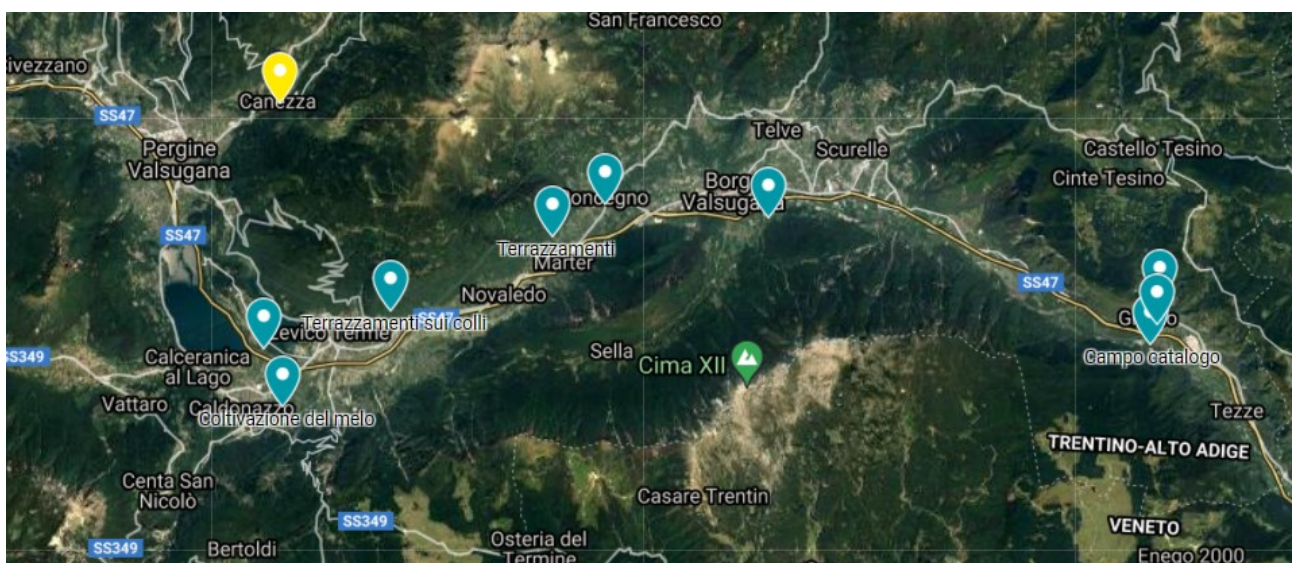 San Francesco
Civezzano
Canezza
SS47
Telve
Pergine
Valsugana
Scurelle
Castello Tesino
Cinte Tesino
Borgo
Valsugana
Roncegno
SS47
Terrazzamenti
Marter
SS47
Novaledo
SS47
Terrazzamenti sui colli
Levico Terme
Grigno
SS349
Calceranica
al Lago
Sella
Cima XII
Campo catalogo
Vattaro
Caldonazzo
Coltivazione del melo
Tezze
TRENTINO-ALTO ADIGE
Centa San
Nicolò
Casare Trentin
SS349
VENETO
SS349
Bertoldi
Osteria del
Termine
Enego 2000